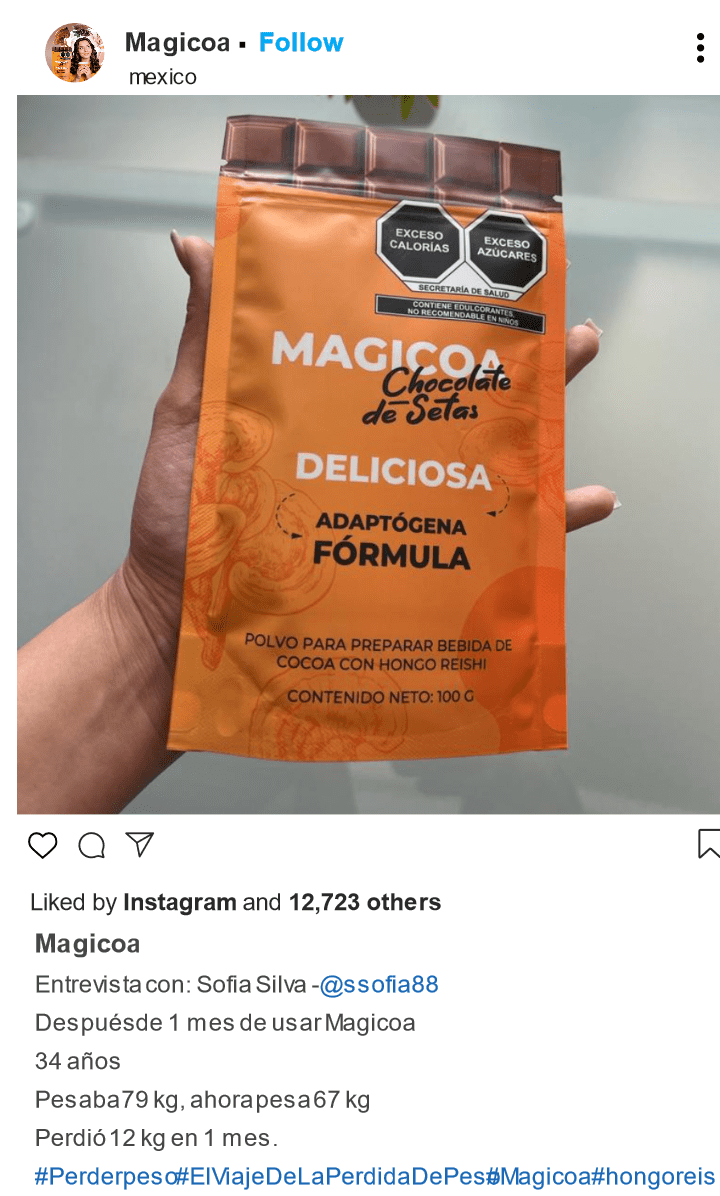 Magicoa · Follow
mexico
EXCESO
CALORÍAS
EXCESO
AZÚCARES
SECRETARÍA DE SALUD
CONTIENE EDULCORANTES,
NO RECOMENDABLE EN NIÑOS
MAGICOA
Chocolate
de Setas
DELICIOSA
ADAPTÓGENA
FÓRMULA
POLVO PARA PREPARAR BEBIDA DE
COCOA CON HONGO REISHI
CONTENIDO NETO: 100 G
Liked by Instagram and 12,723 others
Magicoa
Entrevista con: Sofia Silva -@ssofia88
Despuésde 1 mes de usar Magicoa
34 años
Pesaba 79 kg, ahora pesa 67 kg
Perdió 12 kg en 1 mes.
#Perderpeso#ElViajeDeLaPerdidaDePeso#Magicoa#hongoreis